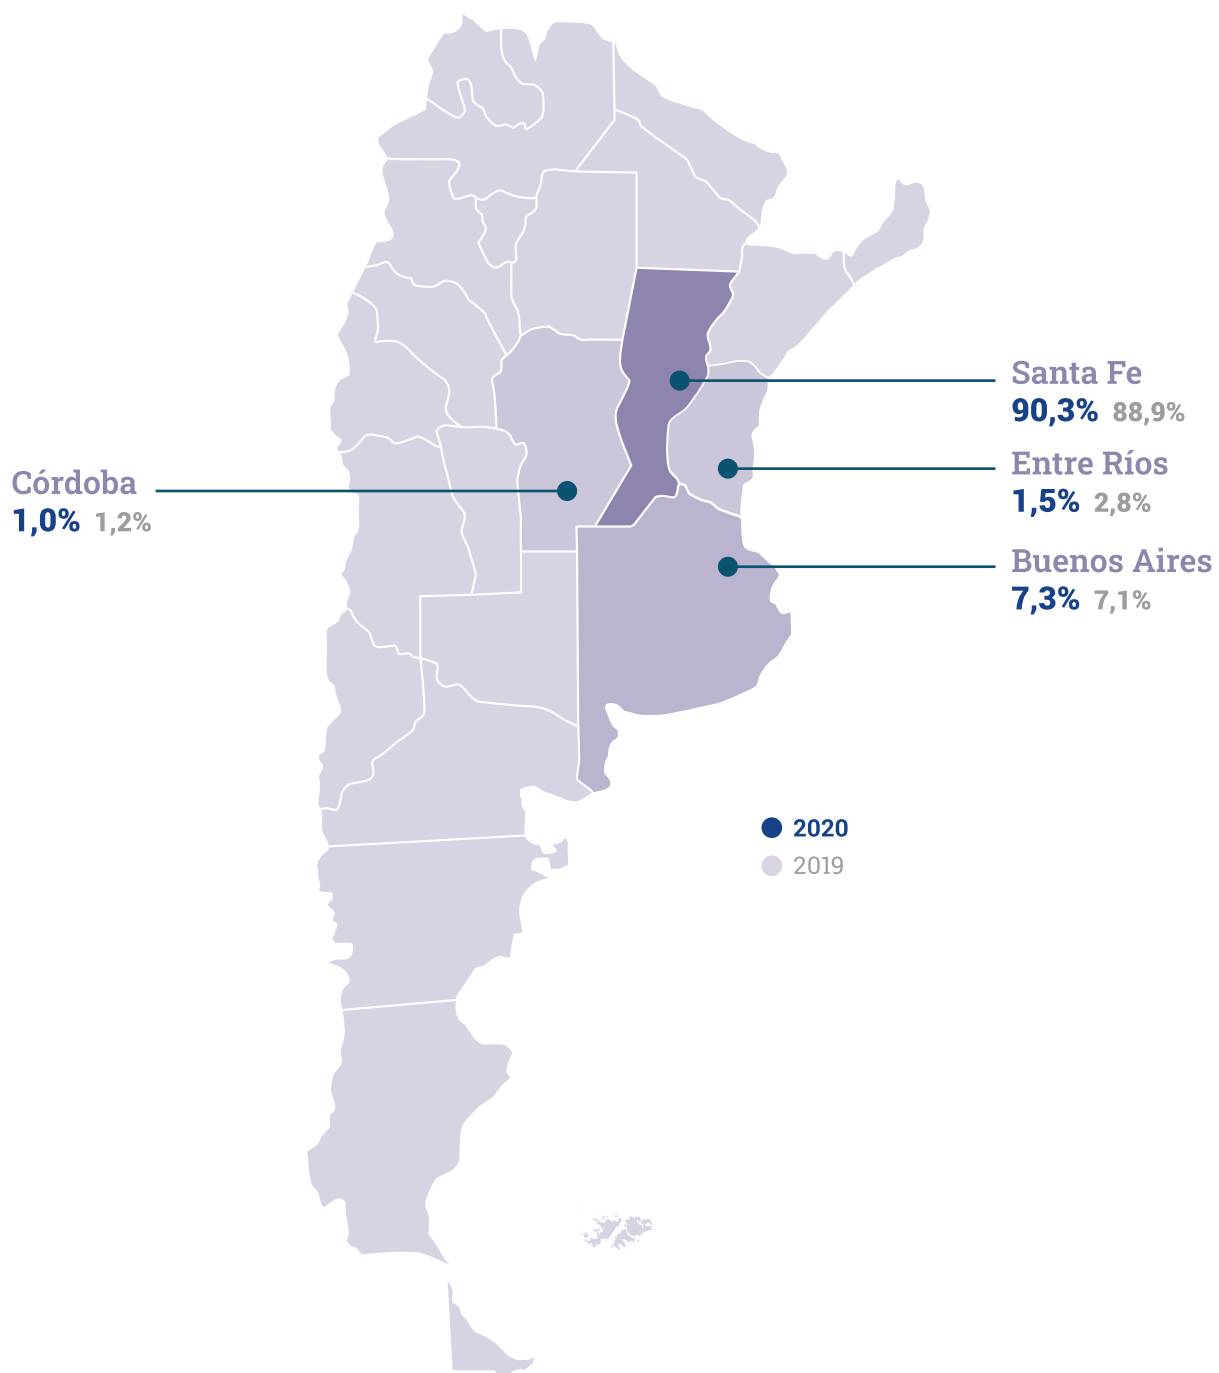 Santa Fe
90,3% 88,9%
Entre Ríos
1,5% 2,8%
Córdoba
1,0% 1,2%
Buenos Aires
7,3% 7,1%
2020
2019